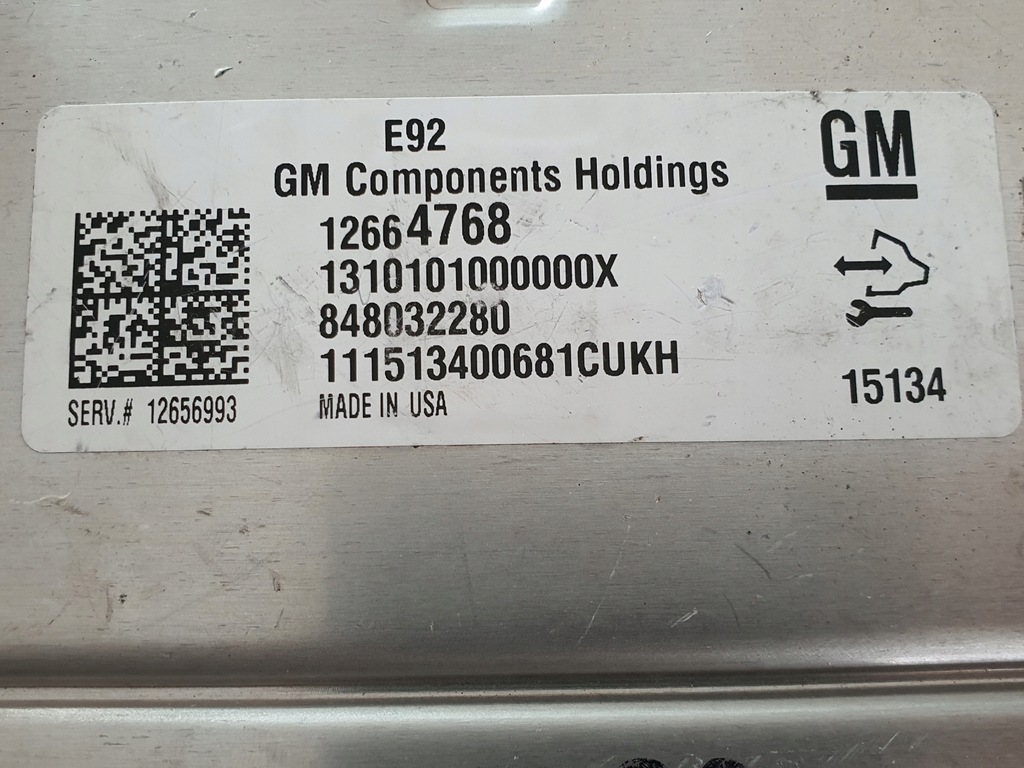 E92
GM
GM Components Holdings
12664768
1310101000000X
848032280
111513400681CUKH
15134
SERV.# 12656993
MADE IN USA